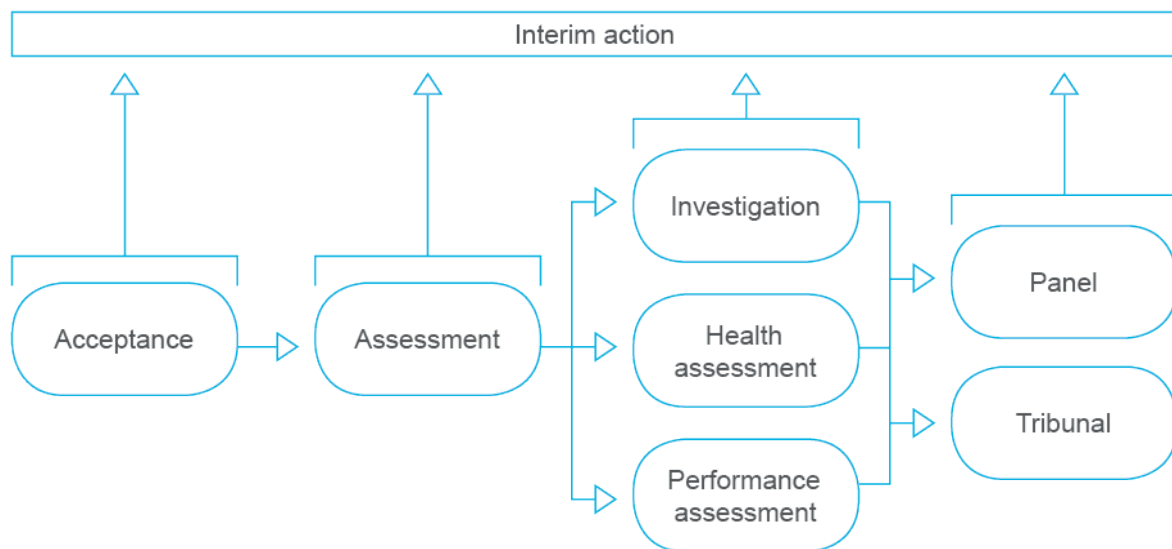 Interim action
Acceptance
Assessment
Investigation
Health
assessment
Performance
assessment
Panel
Tribunal